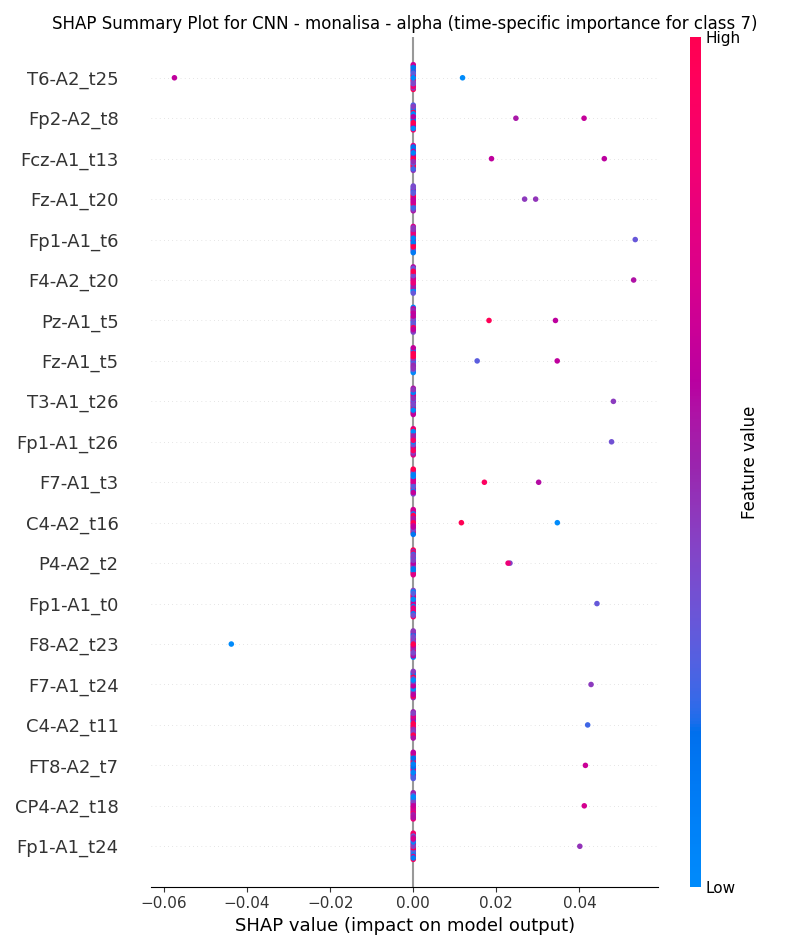 SHAP Summary Plot for CNN - monalisa - alpha (time-specific importance for class 7)
High
T6-A2_t25
Fp2-A2_t8
Fcz-A1_t13
Fz-A1_t20
Fp1-A1_t6
F4-A2_t20
Pz-A1_t5
Fz-A1_t5
T3-A1_t26
Fp1-A1_t26
F7-A1_t3
C4-A2_t16
P4-A2_t2
Fp1-A1_t0
F8-A2_t23
F7-A1_t24
C4-A2_t11
FT8-A2_t7
CP4-A2_t18
Fp1-A1_t24
Feature value
Low
−0.06 −0.04 −0.02 0.00 0.02 0.04
SHAP value (impact on model output)